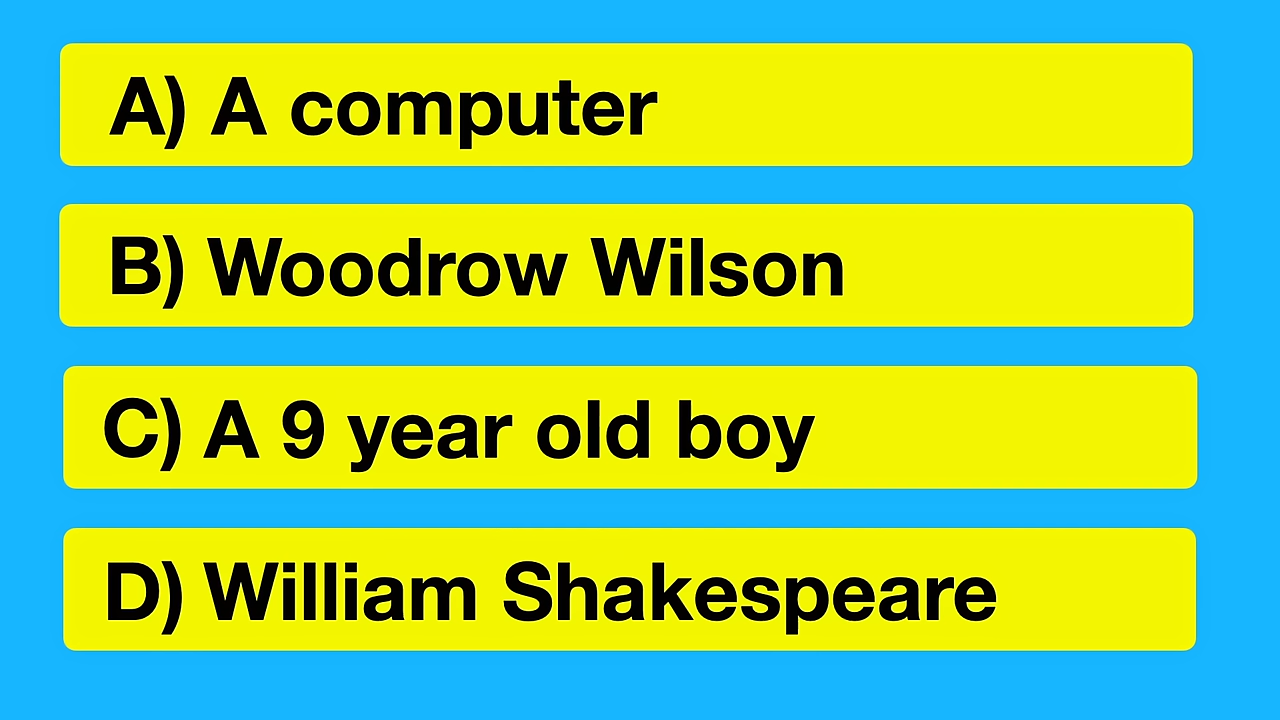 A) A computer
B) Woodrow Wilson
C) A 9 year old boy
D) William Shakespeare